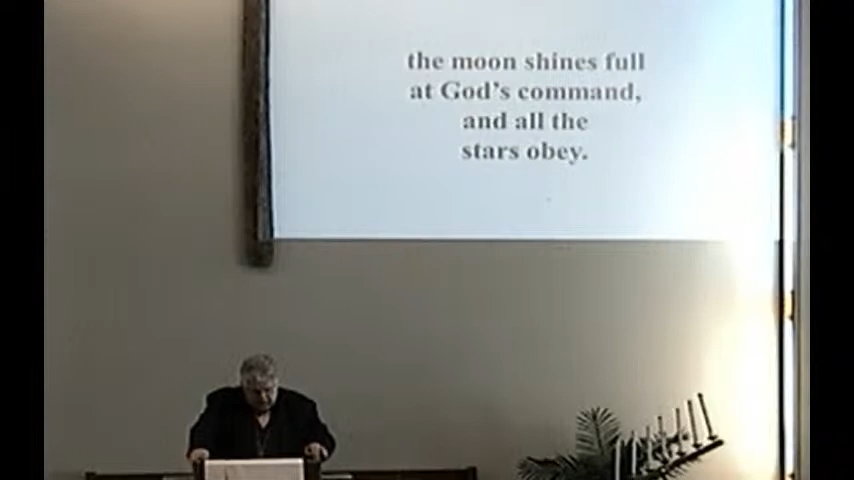 the moon shines full
at God's command,
and all the
stars obey.